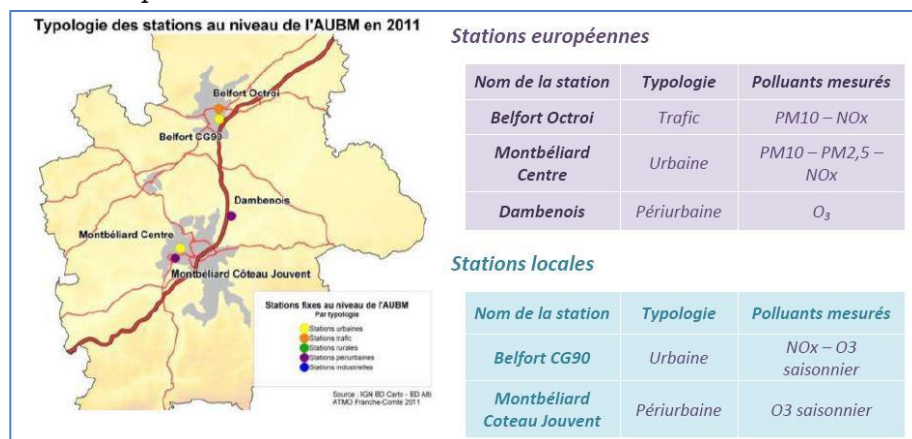 Typologie des stations au niveau de l'AUBM en 2011
Belfort Octroi
Belfort CG90
Dambenois
Montbéliard Centre
Montbéliard Côteau Jouvent
Stations fixes au niveau de l'AUBM
Par typologie
Stations urbaines
Stations trafic
Stations rurales
Stations périurbaines
Stations industrielles
Source : IGN BD Carto - BD Alti
ATMO Franche-Comté 2011
Stations européennes
Nom de la station Typologie Polluants mesurés
Belfort Octroi Trafic PM10 – NOx
Montbéliard Centre Urbaine PM10 – PM2,5 – NOx
Dambenois Périurbaine O₃
Stations locales
Nom de la station Typologie Polluants mesurés
Belfort CG90 Urbaine NOx – O3 saisonnier
Montbéliard Coteau Jouvent Périurbaine O3 saisonnier